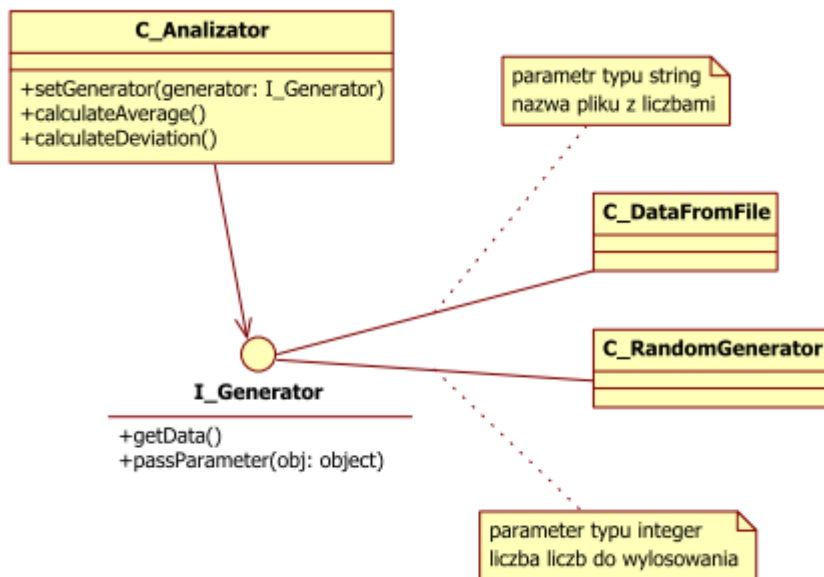 C_Analizator
+setGenerator(generator: I_Generator)
+calculateAverage()
+calculateDeviation()
parametr typu string
nazwa pliku z liczbami
C_DataFromFile
C_RandomGenerator
I_Generator
+getData()
+passParameter(obj: object)
parameter typu integer
liczba liczb do wylosowania